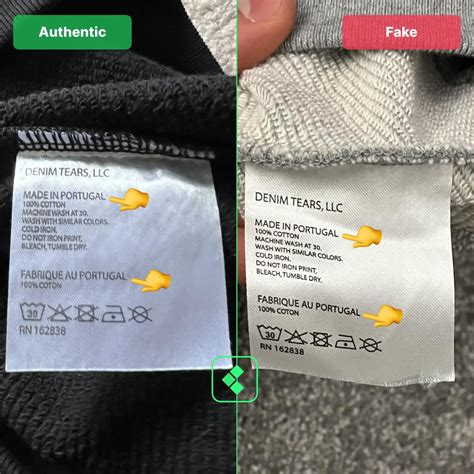 Authentic
Fake
DENIM TEARS, LLC
MADE IN PORTUGAL
100% COTTON
MACHINE WASH AT 30.
WASH WITH SIMILAR COLORS.
COLD IRON.
DO NOT IRON PRINT,
BLEACH, TUMBLE DRY.
FABRIQUE AU PORTUGAL
100% COTON
30
RN 162838
DENIM TEARS, LLC
MADE IN PORTUGAL
100% COTTON
MACHINE WASH AT 30.
WASH WITH SIMILAR COLORS.
COLD IRON.
DO NOT IRON PRINT,
BLEACH, TUMBLE DRY.
FABRIQUE AU PORTUGAL
100% COTON
30
RN 162838